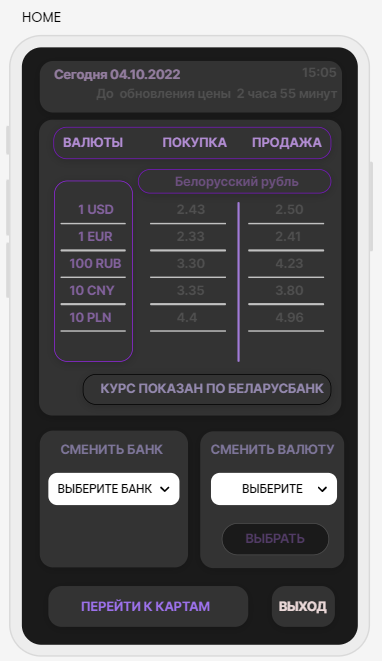 HOME
Сегодня 04.10.2022
15:05
До обновления цены 2 часа 55 минут
ВАЛЮТЫ ПОКУПКА ПРОДАЖА
Белорусский рубль
1 USD 2.43 2.50
1 EUR 2.33 2.41
100 RUB 3.30 4.23
10 CNY 3.35 3.80
10 PLN 4.4 4.96
КУРС ПОКАЗАН ПО БЕЛАРУСБАНК
СМЕНИТЬ БАНК СМЕНИТЬ ВАЛЮТУ
ВЫБЕРИТЕ БАНК ВЫБЕРИТЕ
ВЫБРАТЬ
ПЕРЕЙТИ К КАРТАМ ВЫХОД